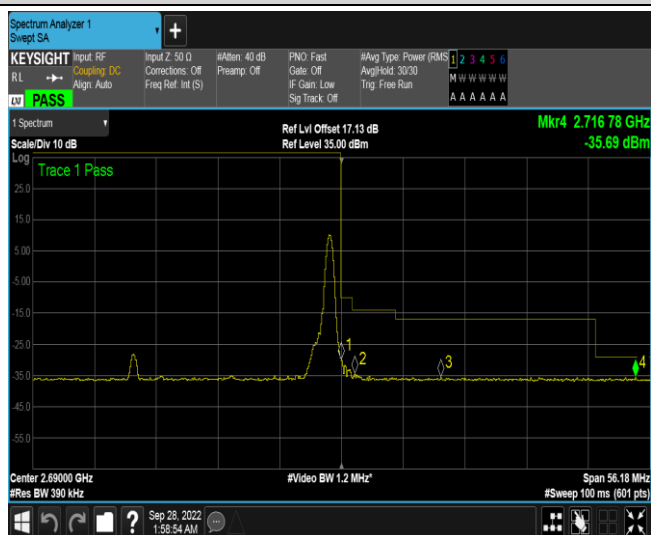 Spectrum Analyzer 1
Swept SA
+
KEYSIGHT Input: RF Input Z: 50 Ω #Atten: 40 dB PNO: Fast #Avg Type: Power (RMS 1 2 3 4 5 6
RL Coupling: DC Corrections: Off Preamp: Off Gate: Off Avg|Hold: 30/30 M W W W W W
Align: Auto Freq Ref: Int (S) IF Gain: Low Trig: Free Run
LXI PASS Sig Track: Off A A A A A A
1 Spectrum Ref Lvl Offset 17.13 dB Mkr4 2.716 78 GHz
Scale/Div 10 dB Ref Level 35.00 dBm -35.69 dBm
Log
Trace 1 Pass
25.0
15.0
5.00
-5.00
-15.0
-25.0
1
2
3
4
-35.0
-45.0
-55.0
Center 2.69000 GHz #Video BW 1.2 MHz* Span 56.18 MHz
#Res BW 390 kHz #Sweep 100 ms (601 pts)
? Sep 28, 2022
1:58:54 AM